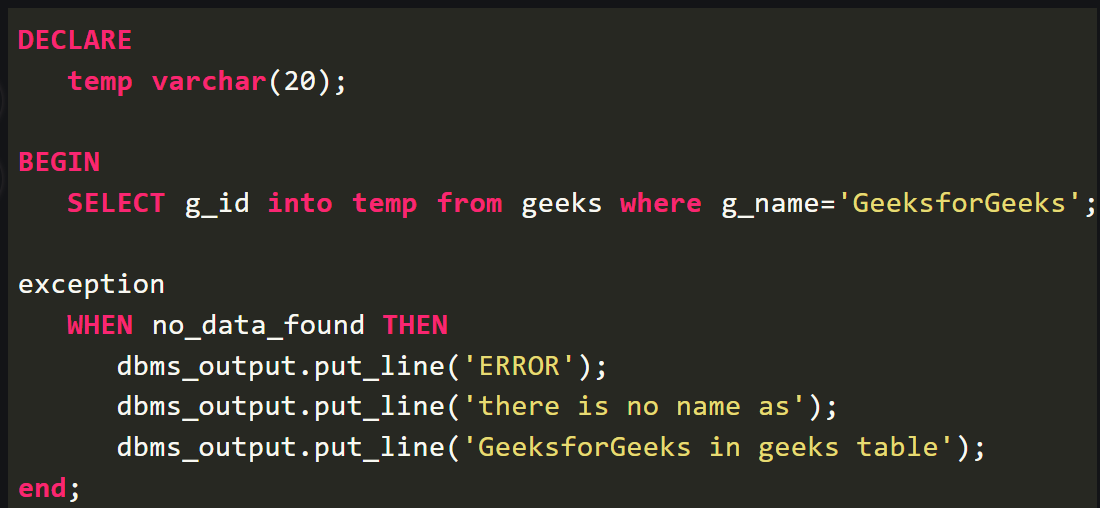 DECLARE
   temp varchar(20);

BEGIN
   SELECT g_id into temp from geeks where g_name='GeeksforGeeks';

exception
   WHEN no_data_found THEN
      dbms_output.put_line('ERROR');
      dbms_output.put_line('there is no name as');
      dbms_output.put_line('GeeksforGeeks in geeks table');
end;